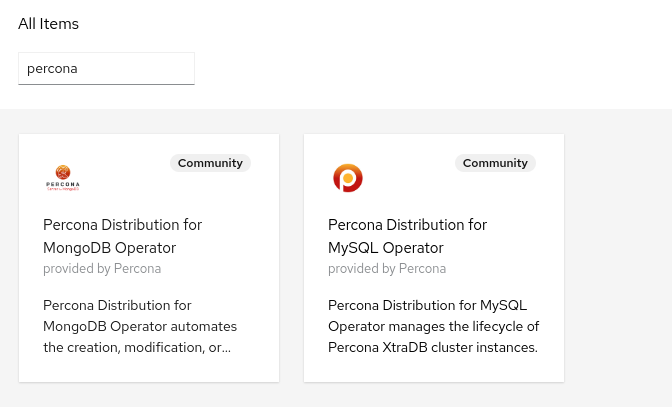 All Items
percona
Community
PERCONA
Percona Distribution for
MongoDB Operator
provided by Percona
Percona Distribution for
MongoDB Operator automates
the creation, modification, or...
Community
Percona Distribution for
MySQL Operator
provided by Percona
Percona Distribution for MySQL
Operator manages the lifecycle of
Percona XtraDB cluster instances.